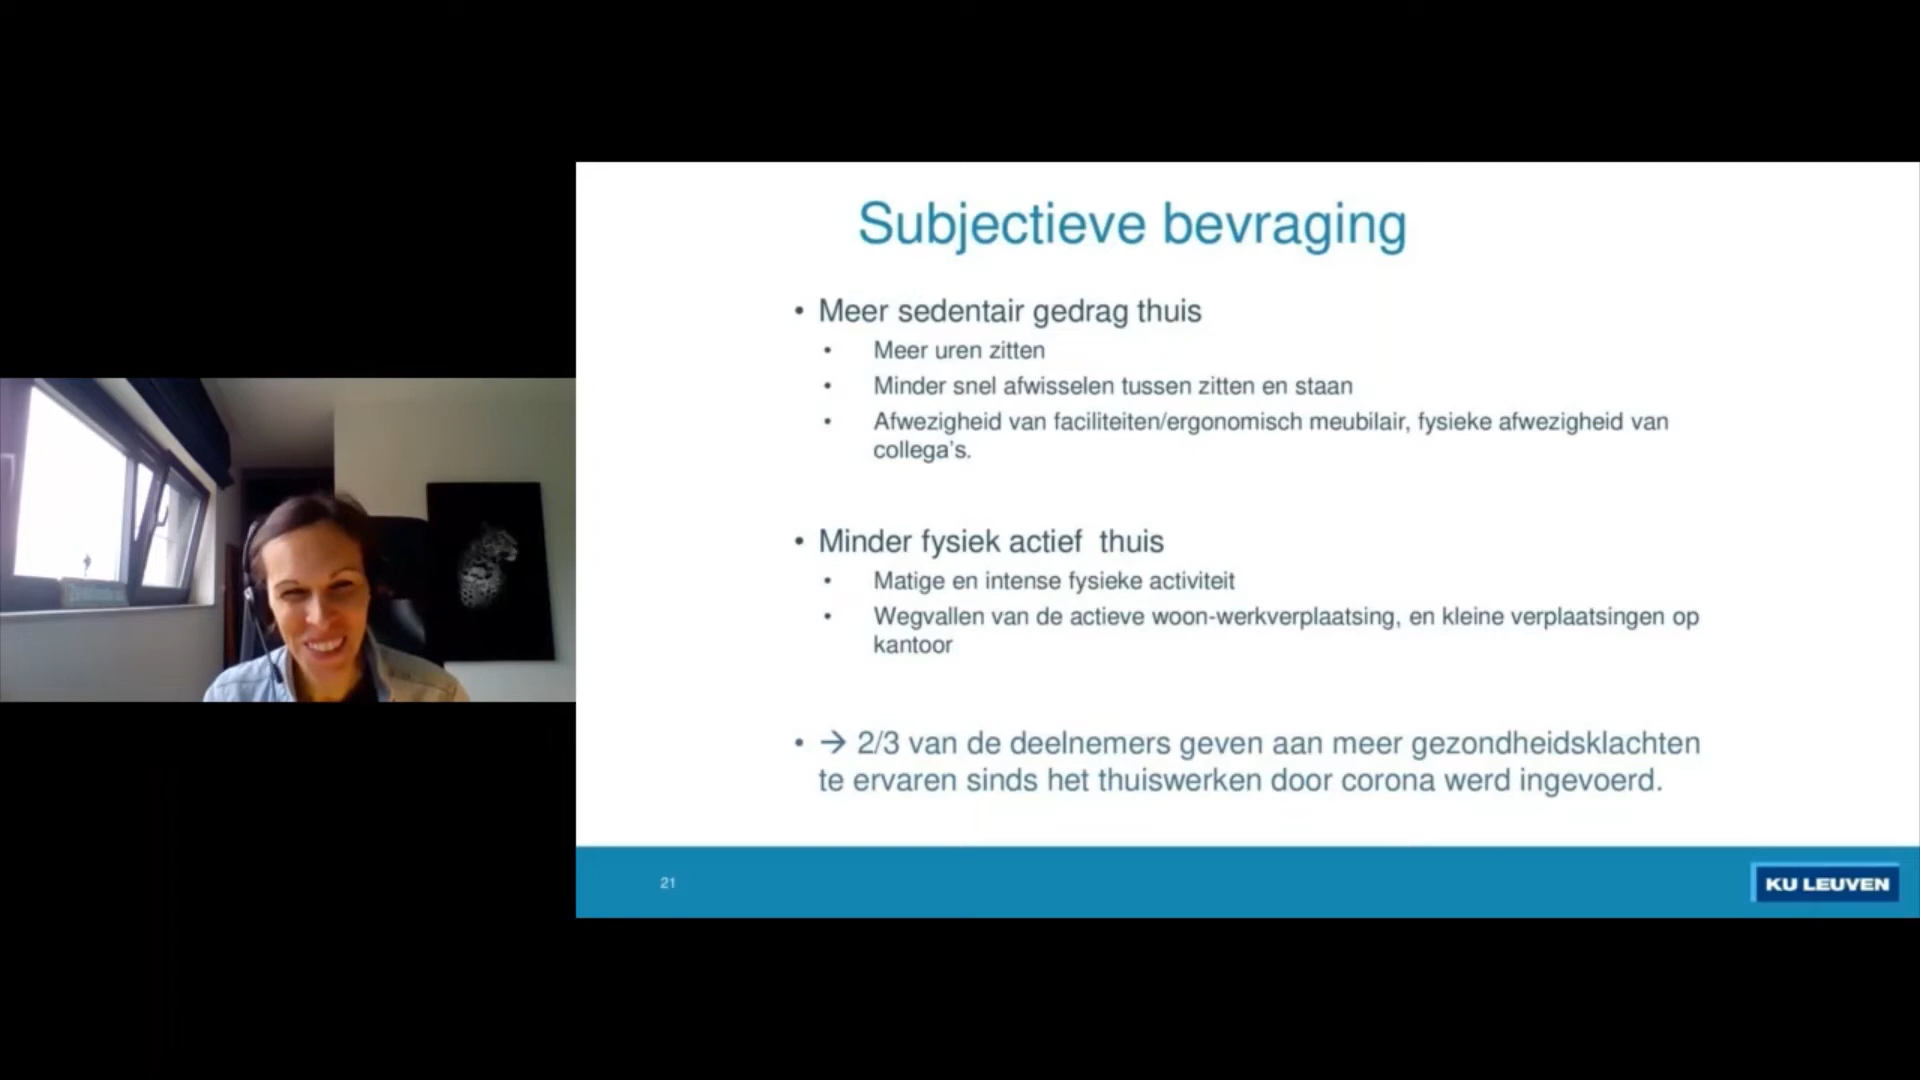 Subjectieve bevraging
• Meer sedentair gedrag thuis
• Meer uren zitten
• Minder snel afwisselen tussen zitten en staan
• Afwezigheid van faciliteiten/ergonomisch meubilair, fysieke afwezigheid van
collega's.
• Minder fysiek actief  thuis
• Matige en intense fysieke activiteit
• Wegvallen van de actieve woon-werkverplaatsing, en kleine verplaatsingen op
kantoor
• → 2/3 van de deelnemers geven aan meer gezondheidsklachten
te ervaren sinds het thuiswerken door corona werd ingevoerd.
21
KU LEUVEN